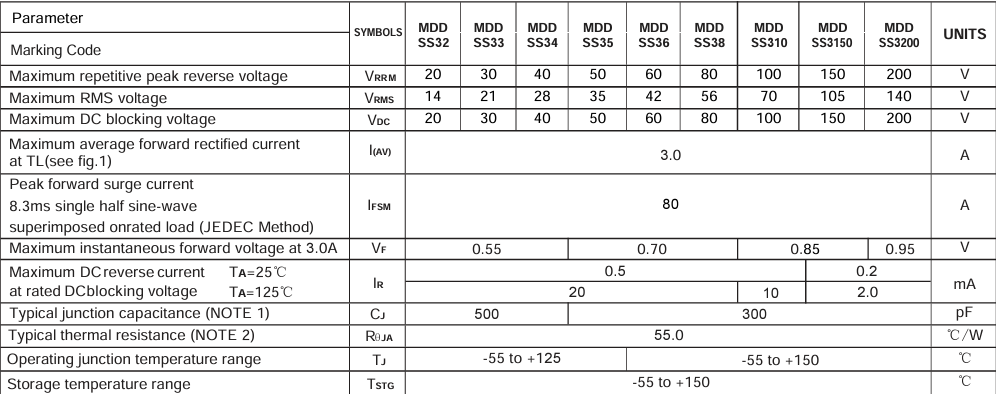 Parameter SYMBOLS MDD SS32 MDD SS33 MDD SS34 MDD SS35 MDD SS36 MDD SS38 MDD SS310 MDD SS3150 MDD SS3200 UNITS
Marking Code
Maximum repetitive peak reverse voltage VRRM 20 30 40 50 60 80 100 150 200 V
Maximum RMS voltage VRMS 14 21 28 35 42 56 70 105 140 V
Maximum DC blocking voltage VDC 20 30 40 50 60 80 100 150 200 V
Maximum average forward rectified current
at TL(see fig.1) I(AV) 3.0 A
Peak forward surge current
8.3ms single half sine-wave IFSM 80 A
superimposed onrated load (JEDEC Method)
Maximum instantaneous forward voltage at 3.0A VF 0.55 0.70 0.85 0.95 V
Maximum DC reverse current TA=25℃ IR 0.5 0.2 mA
at rated DCblocking voltage TA=125℃ 20 10 2.0
Typical junction capacitance (NOTE 1) CJ 500 300 pF
Typical thermal resistance (NOTE 2) RθJA 55.0 ℃/W
Operating junction temperature range TJ -55 to +125 -55 to +150 ℃
Storage temperature range TSTG -55 to +150 ℃